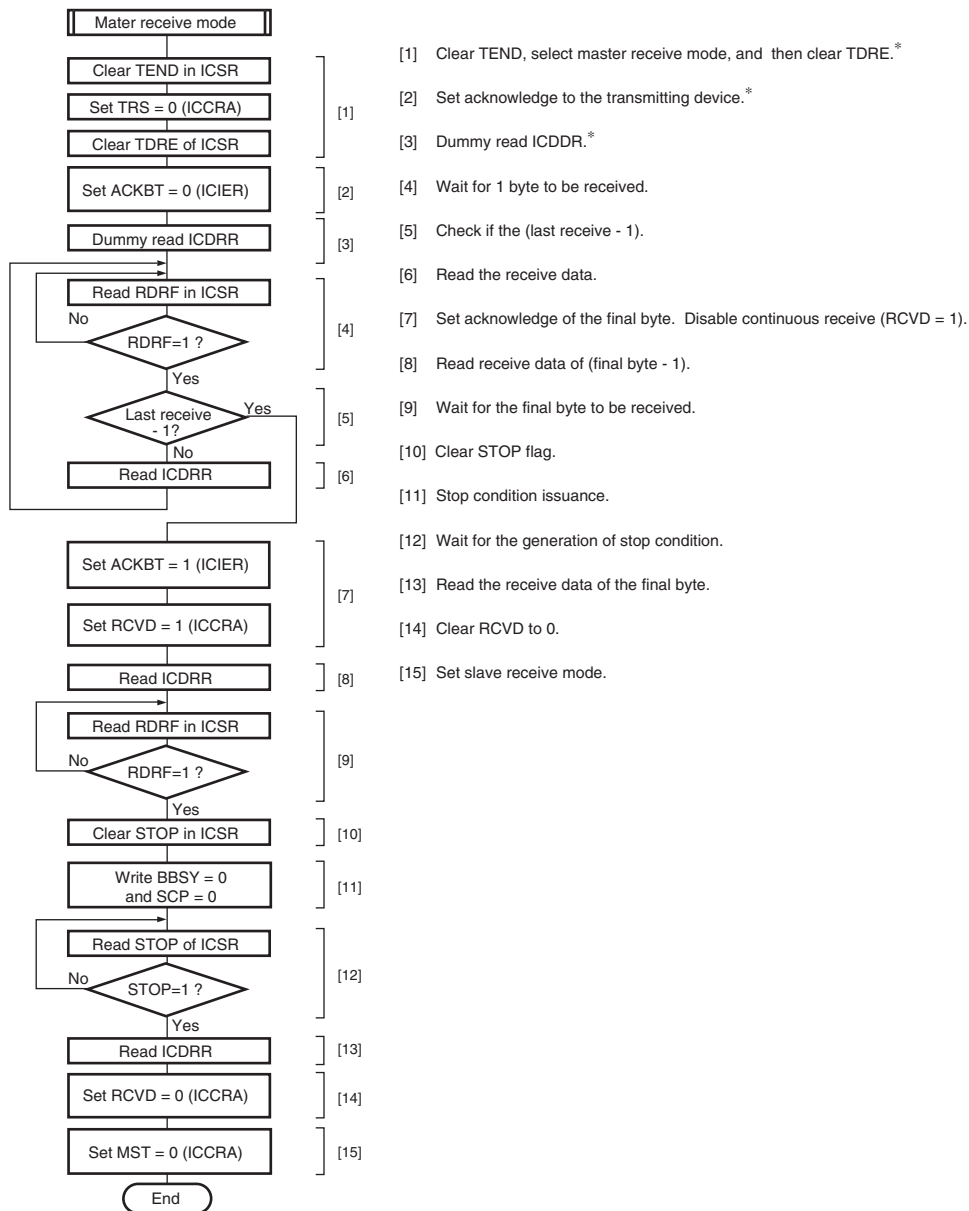 Mater receive mode
Clear TEND in ICSR
Set TRS = 0 (ICCRA)
Clear TDRE of ICSR
[1]
Set ACKBT = 0 (ICIER)
[2]
Dummy read ICDRR
[3]
Read RDRF in ICSR
No
RDRF=1 ?
[4]
Yes
Last receive
- 1?
Yes
[5]
No
Read ICDRR
[6]
Set ACKBT = 1 (ICIER)
Set RCVD = 1 (ICCRA)
[7]
Read ICDRR
[8]
Read RDRF in ICSR
No
RDRF=1 ?
[9]
Yes
Clear STOP in ICSR
[10]
Write BBSY = 0
and SCP = 0
[11]
Read STOP of ICSR
No
STOP=1 ?
[12]
Yes
Read ICDRR
[13]
Set RCVD = 0 (ICCRA)
[14]
Set MST = 0 (ICCRA)
[15]
End
[1] Clear TEND, select master receive mode, and then clear TDRE.*
[2] Set acknowledge to the transmitting device.*
[3] Dummy read ICDDR.*
[4] Wait for 1 byte to be received.
[5] Check if the (last receive - 1).
[6] Read the receive data.
[7] Set acknowledge of the final byte. Disable continuous receive (RCVD = 1).
[8] Read receive data of (final byte - 1).
[9] Wait for the final byte to be received.
[10] Clear STOP flag.
[11] Stop condition issuance.
[12] Wait for the generation of stop condition.
[13] Read the receive data of the final byte.
[14] Clear RCVD to 0.
[15] Set slave receive mode.